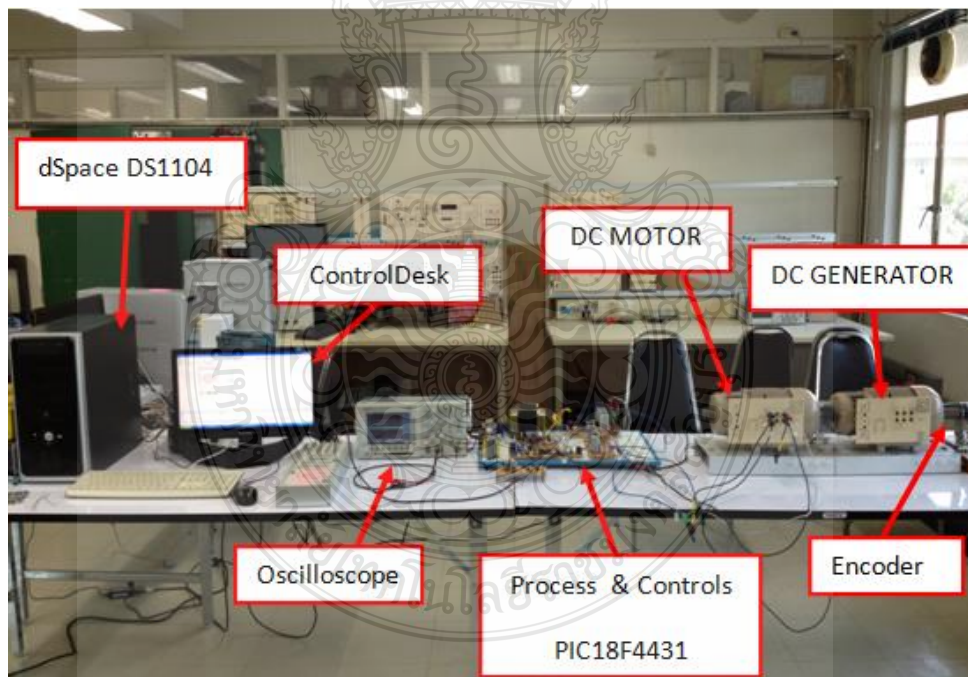 dSpace DS1104
ControlDesk
DC MOTOR
DC GENERATOR
Oscilloscope
Process & Controls
PIC18F4431
Encoder